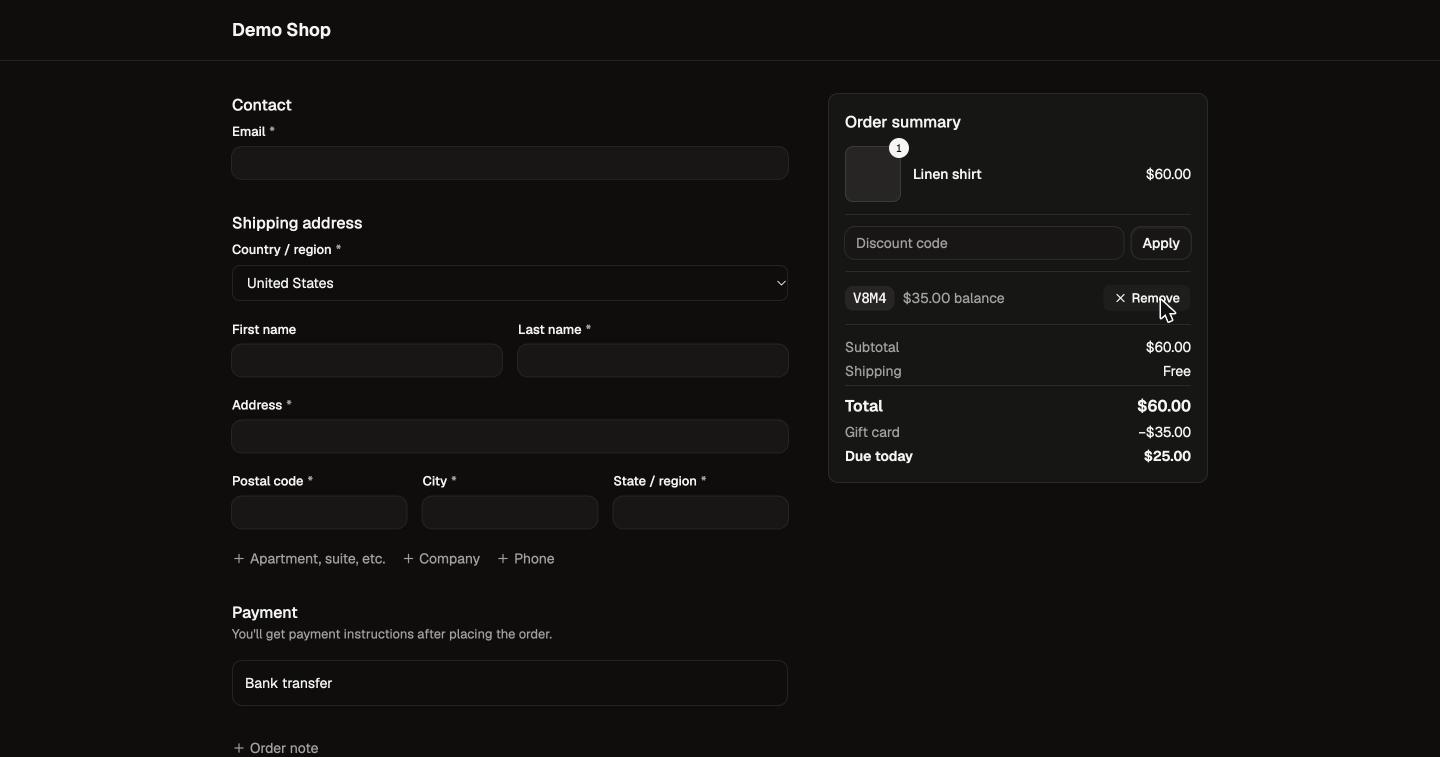 Demo Shop
Contact
Email *
Shipping address
Country / region *
United States
First name
Last name *
Address *
Postal code *
City *
State / region *
+ Apartment, suite, etc.
+ Company
+ Phone
Payment
You'll get payment instructions after placing the order.
Bank transfer
+ Order note
Order summary
1
Linen shirt $60.00
Discount code
Apply
V8M4 $35.00 balance
× Remove
Subtotal $60.00
Shipping Free
Total $60.00
Gift card −$35.00
Due today $25.00